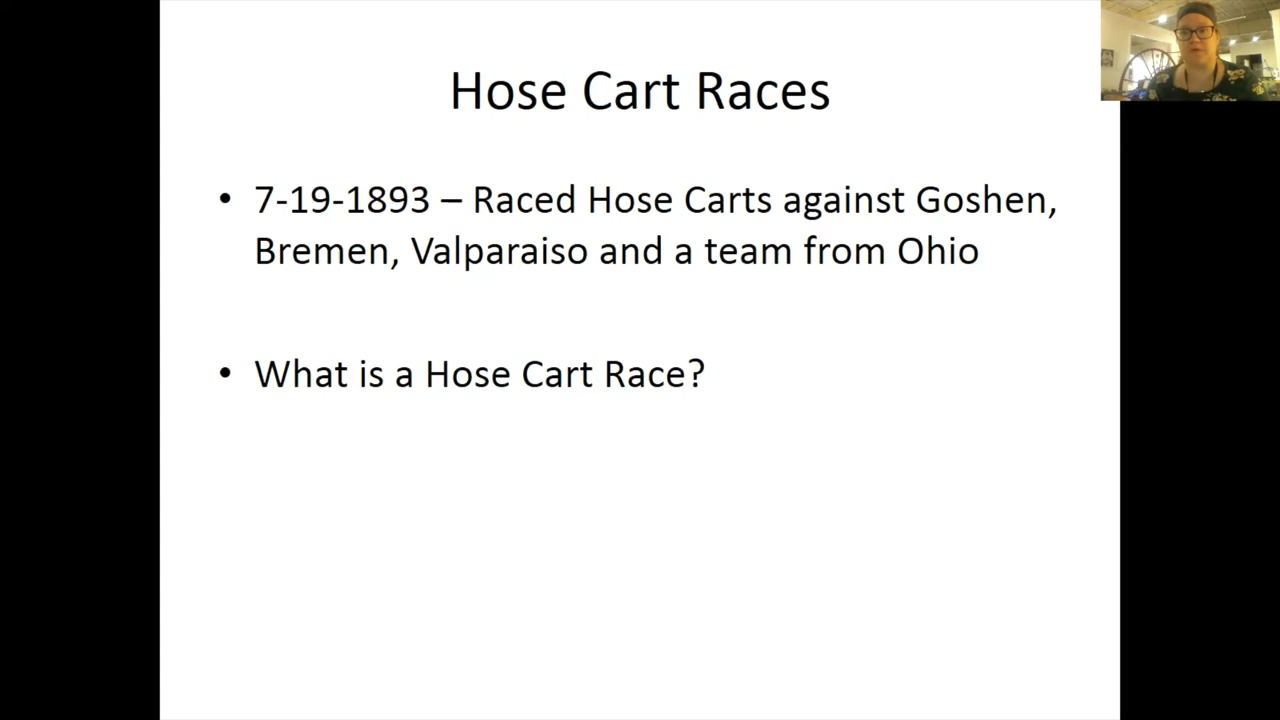 Hose Cart Races
• 7-19-1893 – Raced Hose Carts against Goshen,
Bremen, Valparaiso and a team from Ohio
• What is a Hose Cart Race?